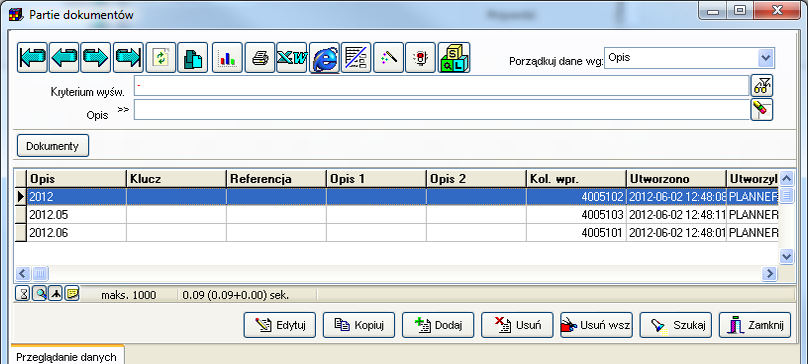 Partie dokumentów
XW
SQL
Porządkuj dane wg: Opis
Kryterium wyśw. -
Opis >>
Dokumenty
Opis Klucz Referencja Opis 1 Opis 2 Kol. wpr. Utworzono Utworzył
2012 4005102 2012-06-02 12:48:08 PLANNER
2012.05 4005103 2012-06-02 12:48:11 PLANNER
2012.06 4005101 2012-06-02 12:48:01 PLANNER
maks. 1000 0.09 (0.09+0.00) sek.
Edytuj Kopiuj Dodaj Usuń Usuń wsz Szukaj Zamknij
Przeglądanie danych